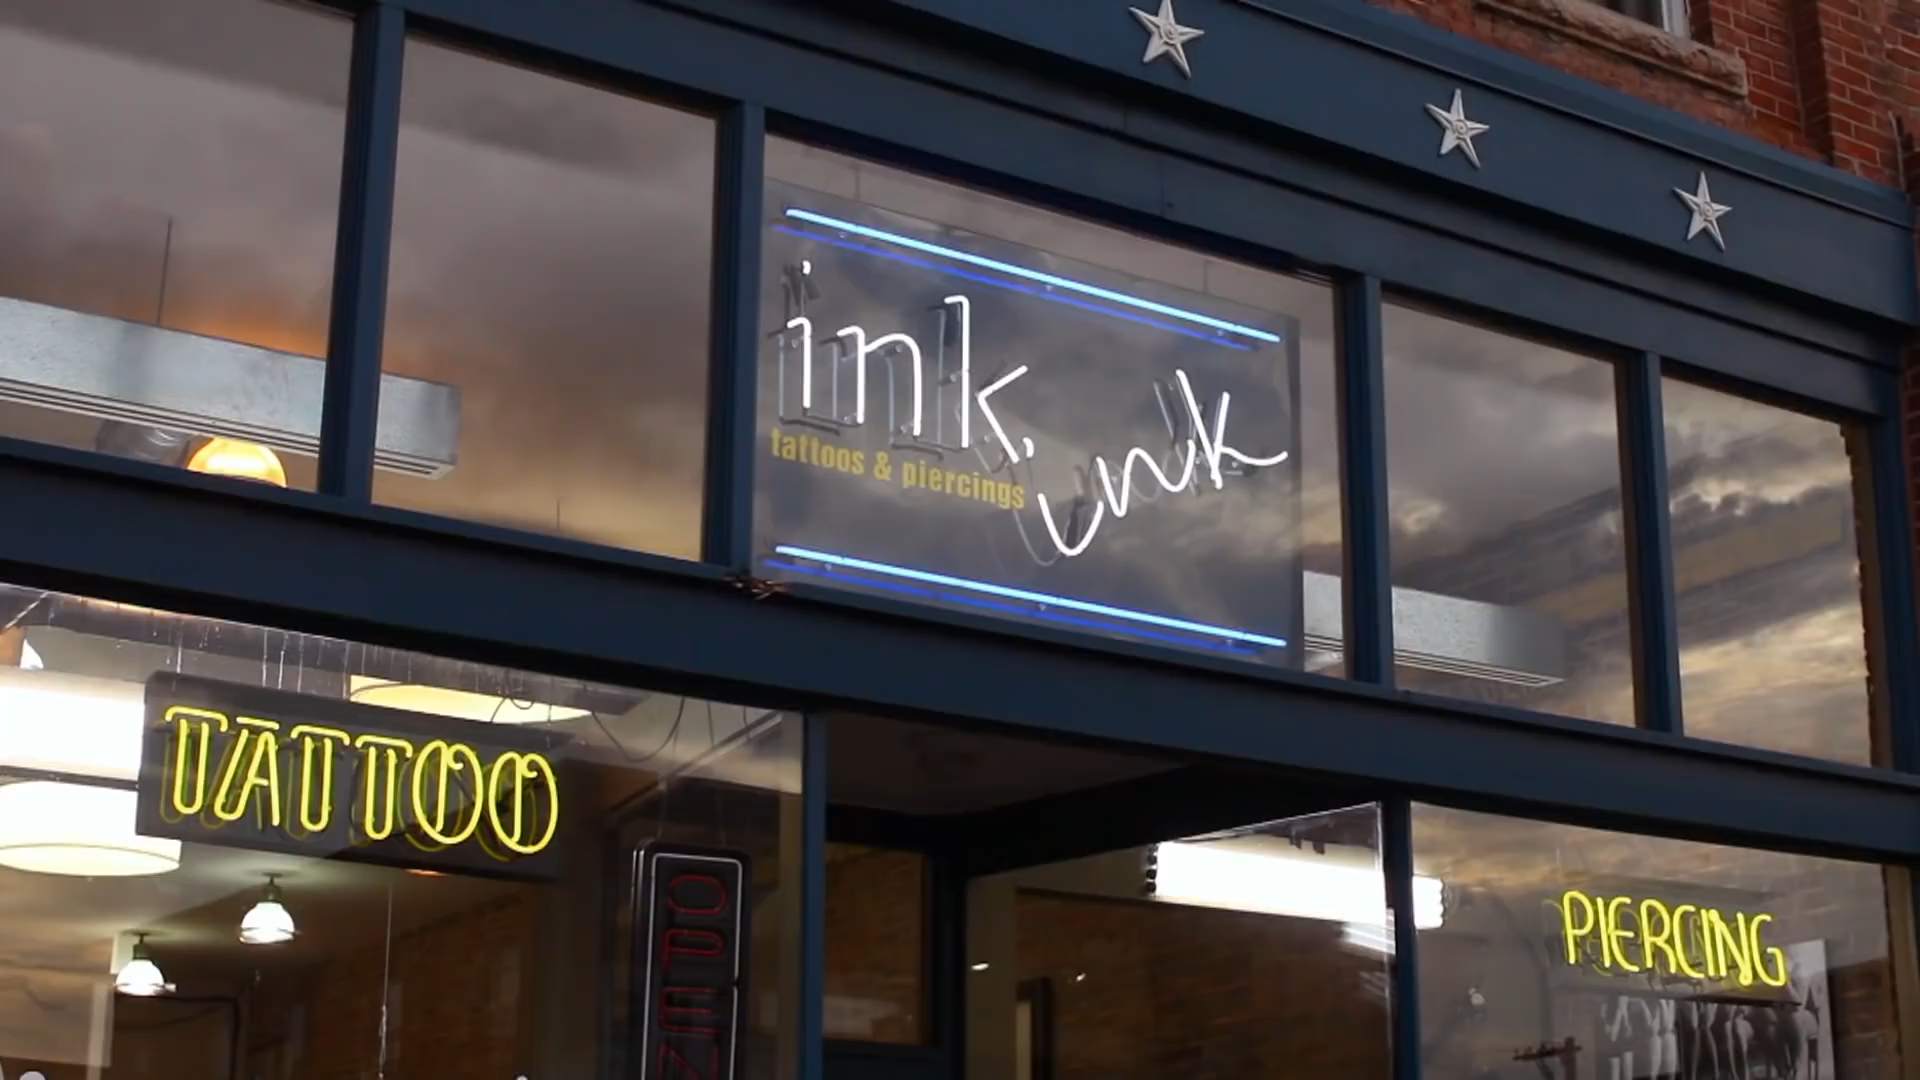 ink, ink
tattoos & piercings
TATTOO
OPEN
PIERCING